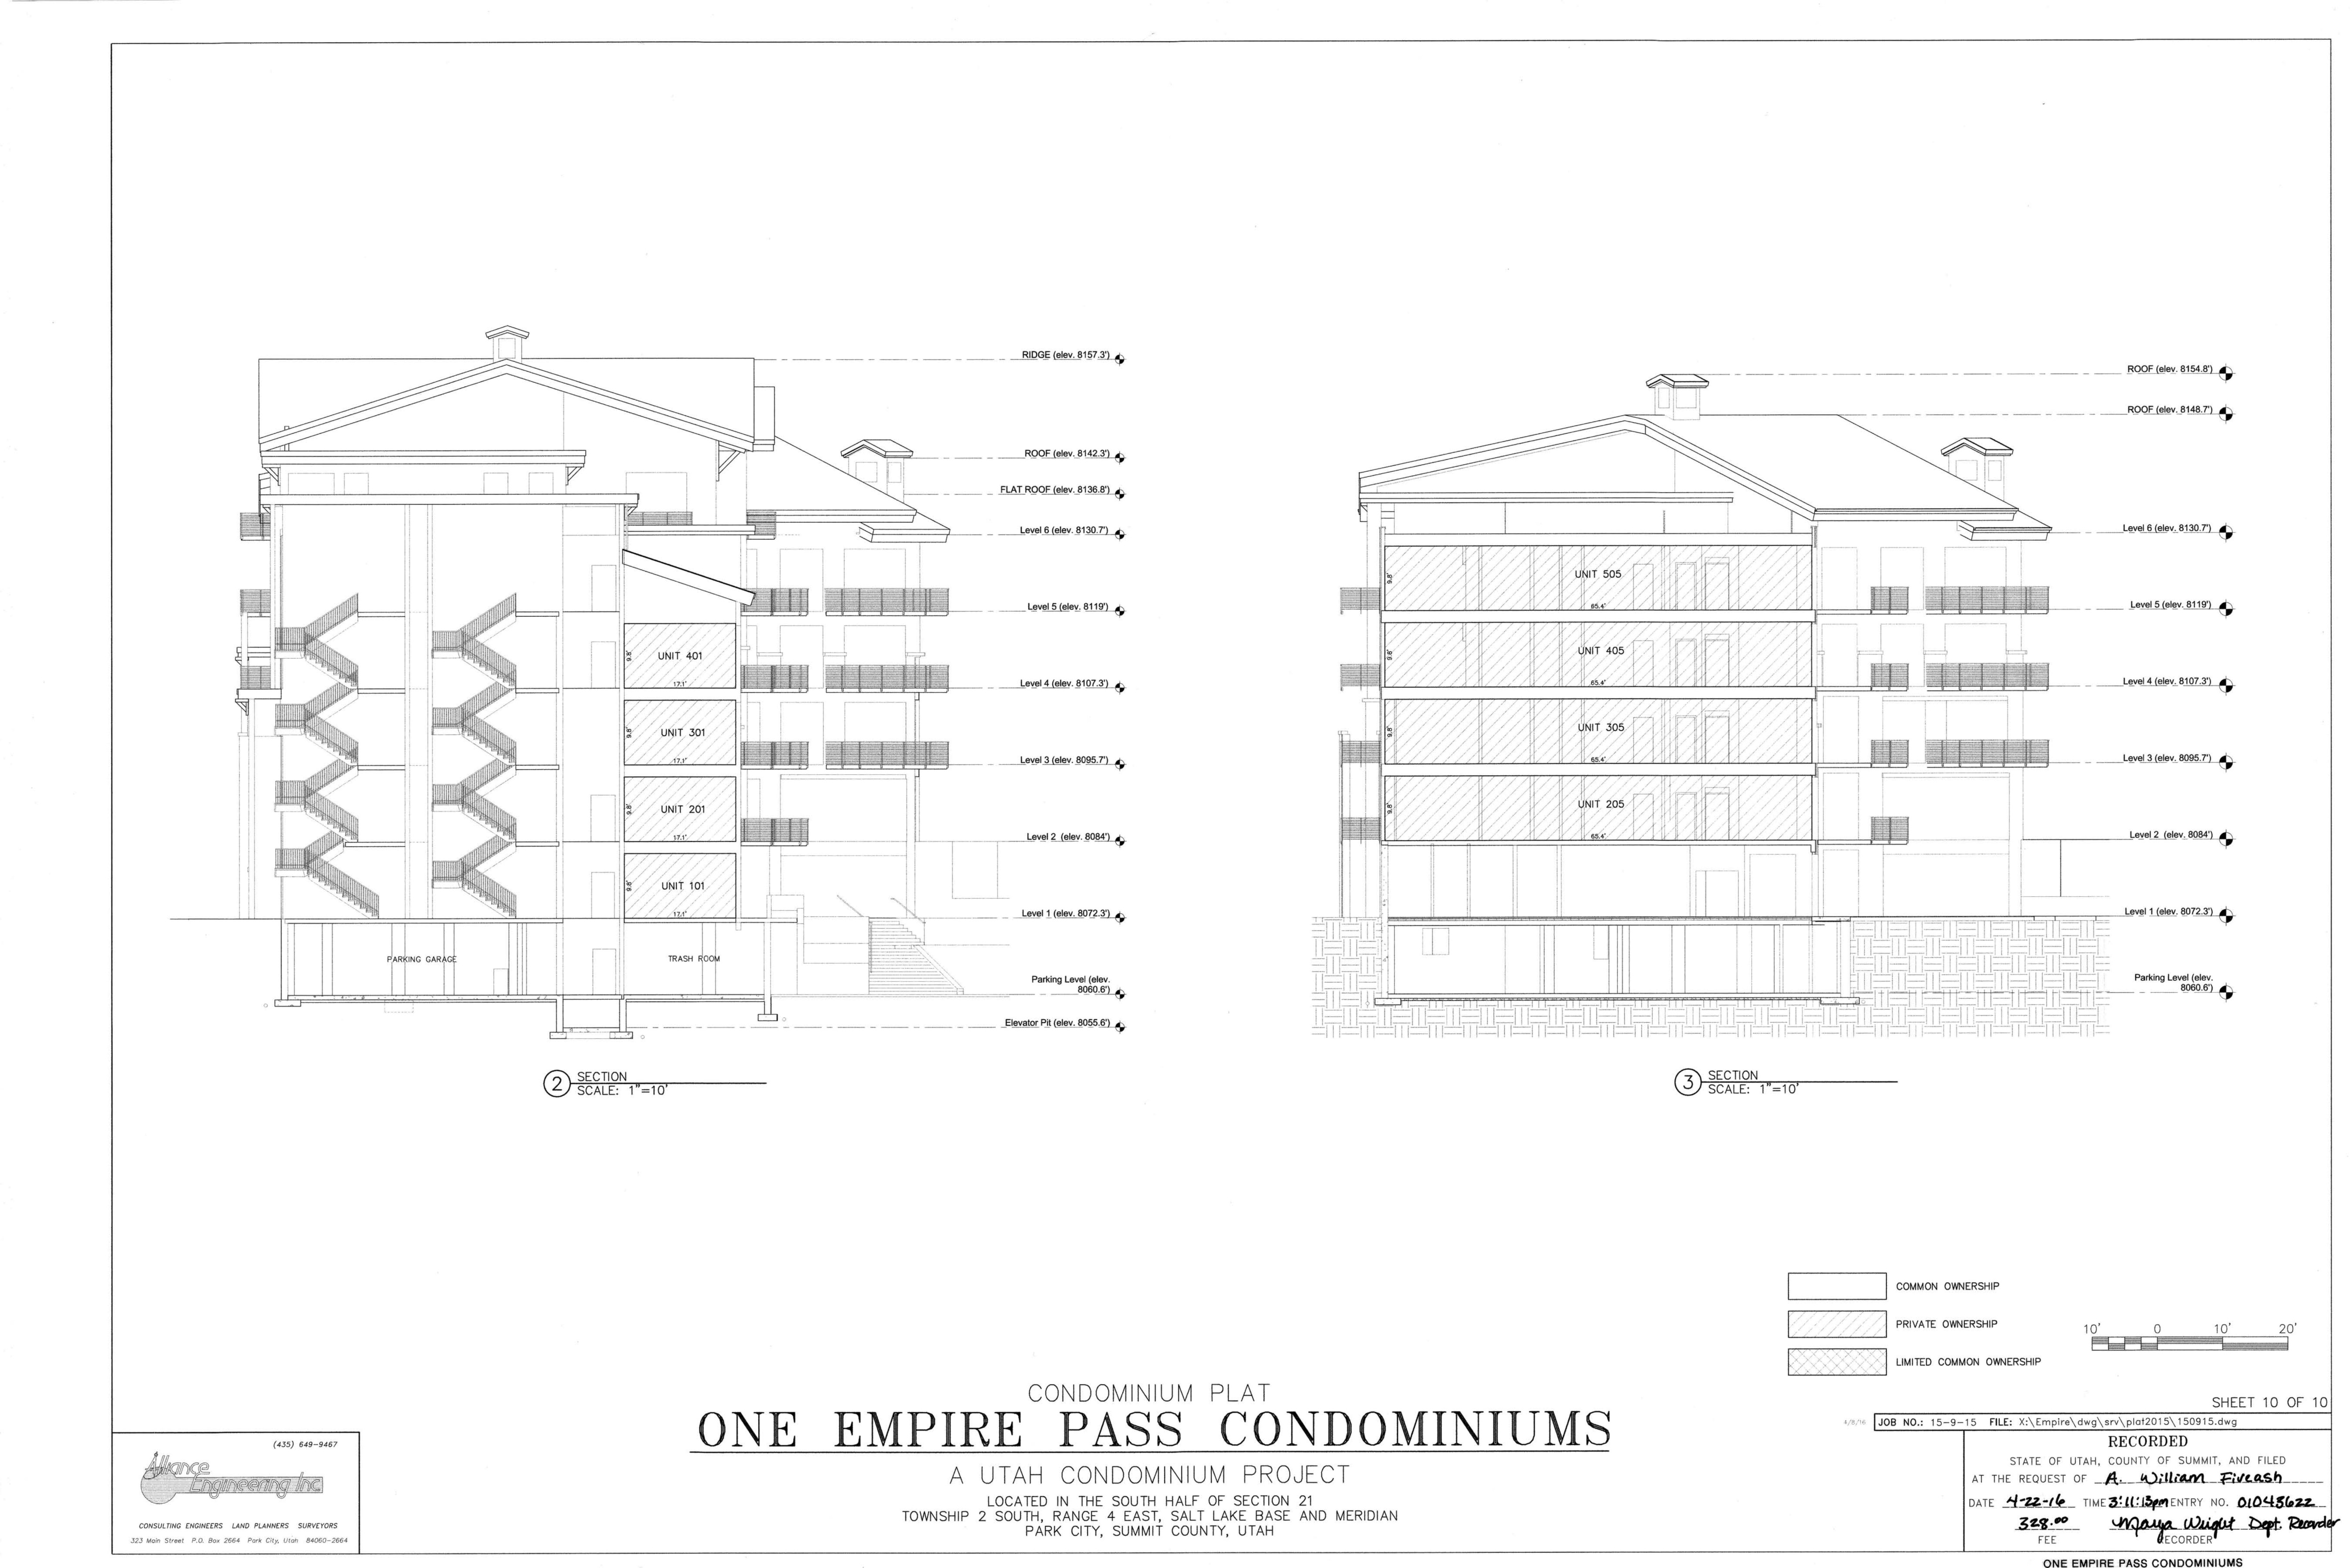 RIDGE (elev. 8157.3')
ROOF (elev. 8142.3')
FLAT ROOF (elev. 8136.8')
Level 6 (elev. 8130.7')
Level 5 (elev. 8119')
Level 4 (elev. 8107.3')
Level 3 (elev. 8095.7')
Level 2 (elev. 8084')
Level 1 (elev. 8072.3')
Parking Level (elev.
8060.6')
Elevator Pit (elev. 8055.6')
9.8'
UNIT 401
17.1'
9.8'
UNIT 301
17.1'
9.8'
UNIT 201
17.1'
9.8'
UNIT 101
17.1'
PARKING GARAGE
TRASH ROOM
2
SECTION
SCALE: 1"=10'
ROOF (elev. 8154.8')
ROOF (elev. 8148.7')
Level 6 (elev. 8130.7')
Level 5 (elev. 8119')
Level 4 (elev. 8107.3')
Level 3 (elev. 8095.7')
Level 2 (elev. 8084')
Level 1 (elev. 8072.3')
Parking Level (elev.
8060.6')
9.8'
UNIT 505
65.4'
9.8'
UNIT 405
65.4'
9.8'
UNIT 305
65.4'
9.8'
UNIT 205
65.4'
3
SECTION
SCALE: 1"=10'
COMMON OWNERSHIP
PRIVATE OWNERSHIP
LIMITED COMMON OWNERSHIP
10' 0 10' 20'
CONDOMINIUM PLAT
ONE EMPIRE PASS CONDOMINIUMS
A UTAH CONDOMINIUM PROJECT
LOCATED IN THE SOUTH HALF OF SECTION 21
TOWNSHIP 2 SOUTH, RANGE 4 EAST, SALT LAKE BASE AND MERIDIAN
PARK CITY, SUMMIT COUNTY, UTAH
(435) 649-9467
Alliance
Engineering Inc
CONSULTING ENGINEERS LAND PLANNERS SURVEYORS
323 Main Street P.O. Box 2664 Park City, Utah 84060-2664
SHEET 10 OF 10
4/8/16
JOB NO.: 15-9-15 FILE: X:\Empire\dwg\srv\plat2015\150915.dwg
RECORDED
STATE OF UTAH, COUNTY OF SUMMIT, AND FILED
AT THE REQUEST OF A. William Fiveash
DATE 4-22-16 TIME 3:11:13pm ENTRY NO. 01043622
328.00 Mary Wright Dept. Recorder
FEE RECORDER
ONE EMPIRE PASS CONDOMINIUMS